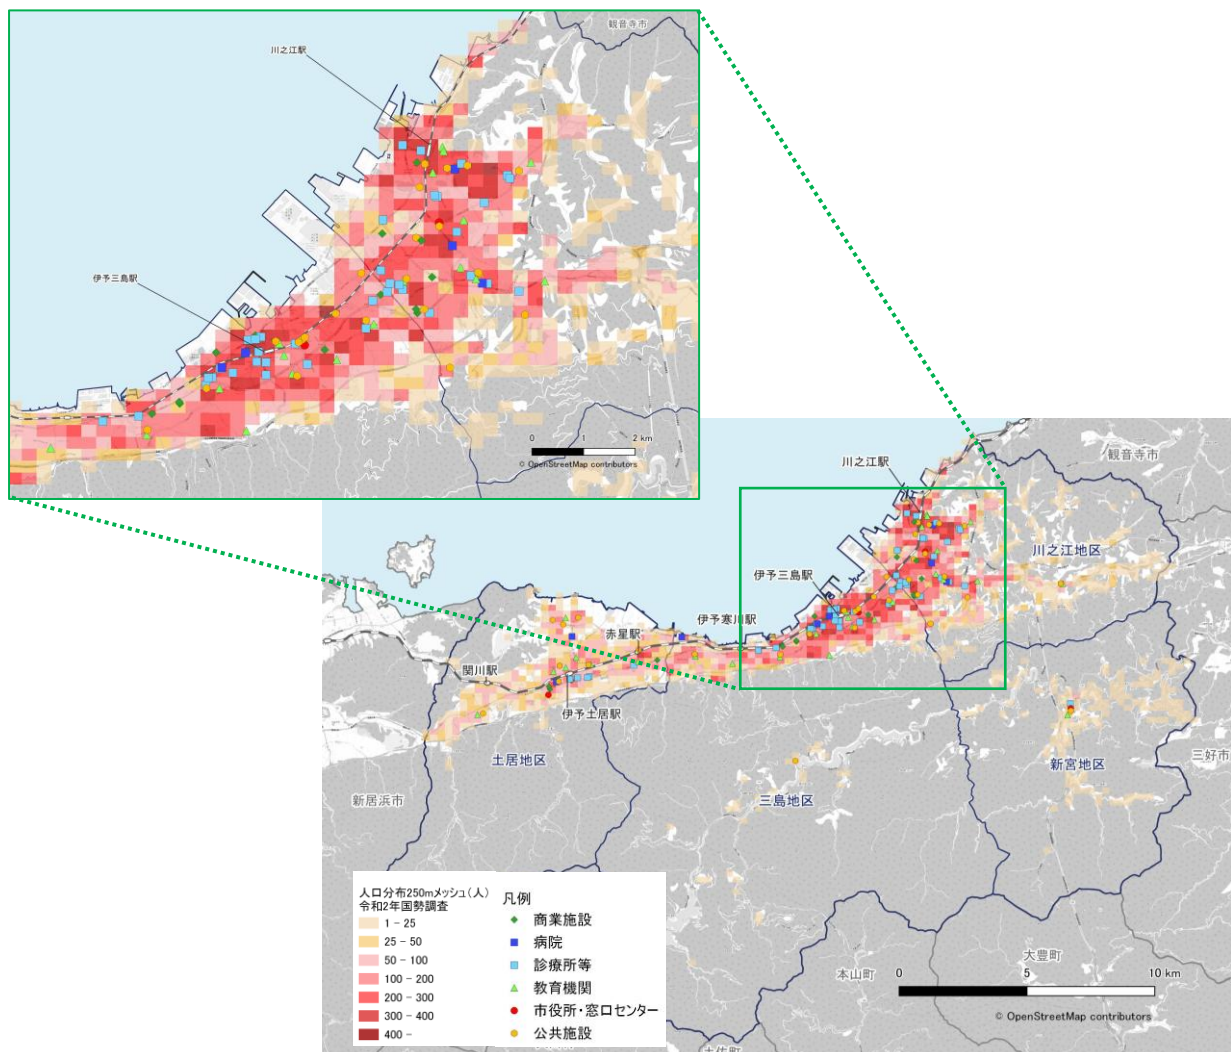 観音寺市
川之江駅
伊予三島駅
0 1 2 km
© OpenStreetMap contributors
川之江駅
観音寺市
川之江地区
伊予三島駅
伊予寒川駅
赤星駅
関川駅
伊予土居駅
土居地区
新宮地区
三好市
新居浜市
三島地区
人口分布250mメッシュ(人)
令和2年国勢調査
1 - 25
25 - 50
50 - 100
100 - 200
200 - 300
300 - 400
400 -
凡例
商業施設
病院
診療所等
教育機関
市役所・窓口センター
公共施設
大豊町
本山町
0 5 10 km
© OpenStreetMap contributors